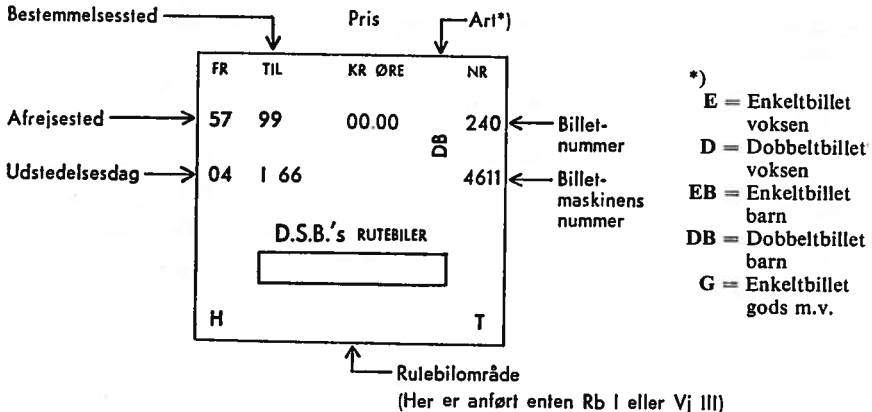 Bestemmelsessted
Pris
Art*)
FR TIL KR ØRE NR
Afrejsested
57 99 00.00 DB 240
Billet-
nummer
Udstedelsesdag
04 I 66 4611
Billet-
maskinens
nummer
D.S.B.'s RUTEBILER
H T
Rutebilområde
(Her er anført enten Rb I eller Vj III)
*)
E = Enkeltbillet
voksen
D = Dobbeltbillet
voksen
EB = Enkeltbillet
barn
DB = Dobbeltbillet
barn
G = Enkeltbillet
gods m.v.